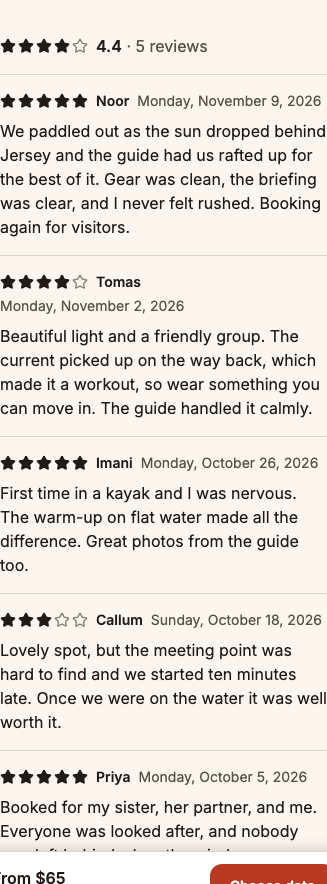 4.4 · 5 reviews
Noor Monday, November 9, 2026
We paddled out as the sun dropped behind
Jersey and the guide had us rafted up for
the best of it. Gear was clean, the briefing
was clear, and I never felt rushed. Booking
again for visitors.
Tomas
Monday, November 2, 2026
Beautiful light and a friendly group. The
current picked up on the way back, which
made it a workout, so wear something you
can move in. The guide handled it calmly.
Imani Monday, October 26, 2026
First time in a kayak and I was nervous.
The warm-up on flat water made all the
difference. Great photos from the guide
too.
Callum Sunday, October 18, 2026
Lovely spot, but the meeting point was
hard to find and we started ten minutes
late. Once we were on the water it was well
worth it.
Priya Monday, October 5, 2026
Booked for my sister, her partner, and me.
Everyone was looked after, and nobody
From $65